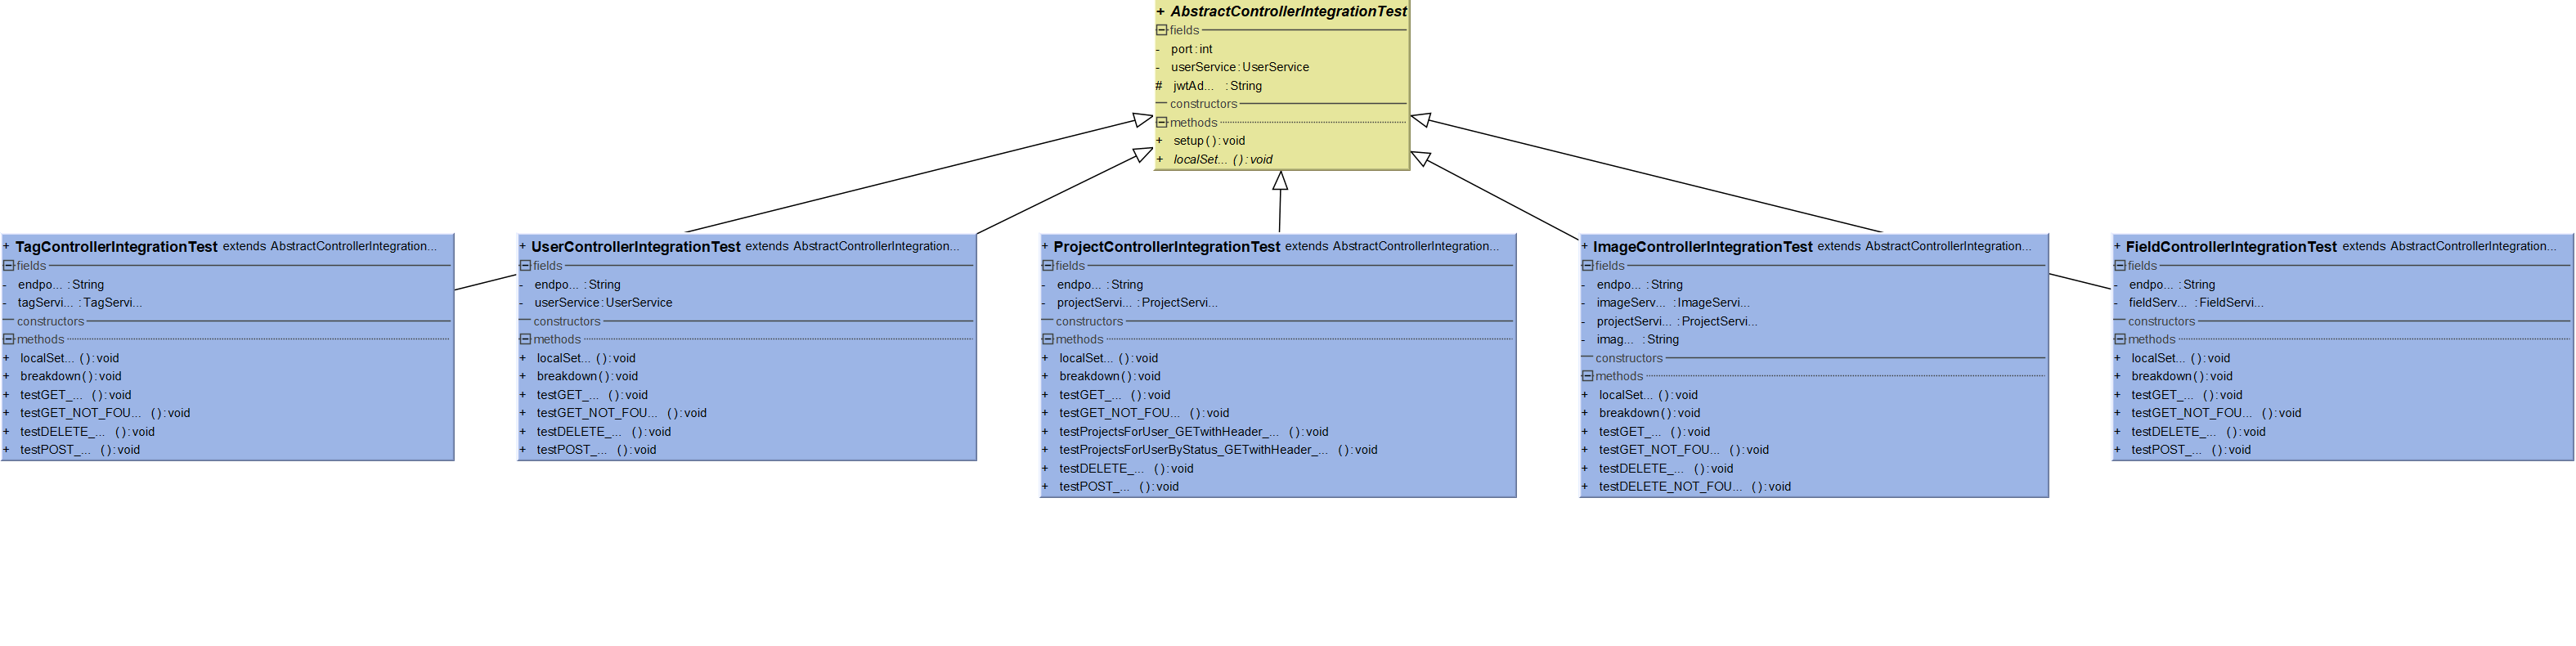 + AbstractControllerIntegrationTest
fields
- port : int
- userService : UserService
# jwtAd... : String
constructors
methods
+ setup () : void
+ localSet... () : void
+ TagControllerIntegrationTest extends AbstractControllerIntegration...
fields
- endpo... : String
- tagServi... : TagServi...
constructors
methods
+ localSet... () : void
+ breakdown () : void
+ testGET_... () : void
+ testGET_NOT_FOU... () : void
+ testDELETE_... () : void
+ testPOST_... () : void
+ UserControllerIntegrationTest extends AbstractControllerIntegration...
fields
- endpo... : String
- userService : UserService
constructors
methods
+ localSet... () : void
+ breakdown () : void
+ testGET_... () : void
+ testGET_NOT_FOU... () : void
+ testDELETE_... () : void
+ testPOST_... () : void
+ ProjectControllerIntegrationTest extends AbstractControllerIntegration...
fields
- endpo... : String
- projectServi... : ProjectServi...
constructors
methods
+ localSet... () : void
+ breakdown () : void
+ testGET_... () : void
+ testGET_NOT_FOU... () : void
+ testProjectsForUser_GETwithHeader_... () : void
+ testProjectsForUserByStatus_GETwithHeader_... () : void
+ testDELETE_... () : void
+ testPOST_... () : void
+ ImageControllerIntegrationTest extends AbstractControllerIntegration...
fields
- endpo... : String
- imageServ... : ImageServi...
- projectServi... : ProjectServi...
- imag... : String
constructors
methods
+ localSet... () : void
+ breakdown () : void
+ testGET_... () : void
+ testGET_NOT_FOU... () : void
+ testDELETE_... () : void
+ testDELETE_NOT_FOU... () : void
+ FieldControllerIntegrationTest extends AbstractControllerIntegration...
fields
- endpo... : String
- fieldServ... : FieldServi...
constructors
methods
+ localSet... () : void
+ breakdown () : void
+ testGET_... () : void
+ testGET_NOT_FOU... () : void
+ testDELETE_... () : void
+ testPOST_... () : void